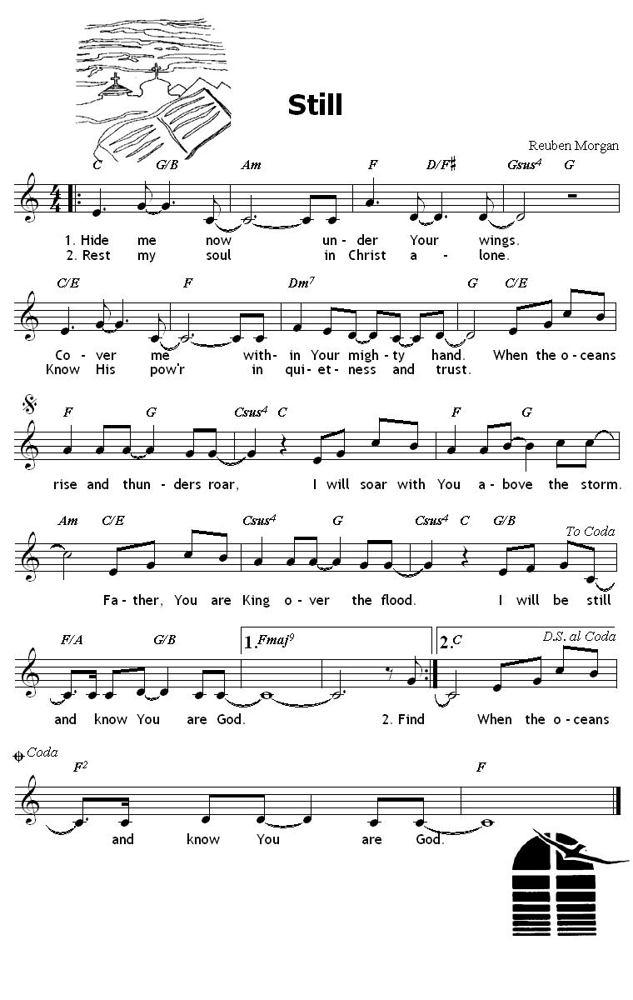 Still
Reuben Morgan
C G/B Am F D/F♯ Gsus4 G
4/4
1. Hide me now un - der Your wings.
2. Rest my soul in Christ a - lone.
C/E F Dm7 G C/E
Co - ver me with- in Your migh - ty hand. When the o - ceans
Know His pow'r in qui - et - ness and trust.
F G Csus4 C F G
rise and thun - ders roar, I will soar with You a - bove the storm.
Am C/E Csus4 G Csus4 C G/B To Coda
Fa - ther, You are King o - ver the flood. I will be still
F/A G/B 1. Fmaj9 2. C D.S. al Coda
and know You are God. 2. Find When the o - ceans
Coda
F2 F
and know You are God.